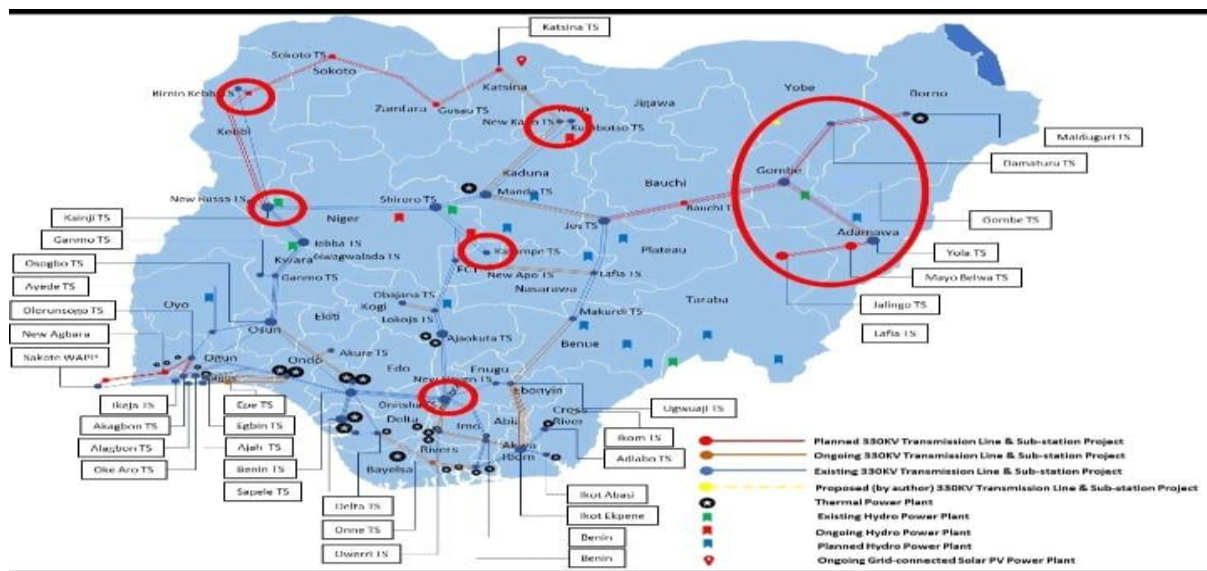 Katsina TS
Sokoto TS
Sokoto
Katsina
Yobe
Borno
Birnin Kebbi TS
Zamfara
Gusau TS
Jigawa
New Kano TS
Kumbotso TS
Kebbi
Maiduguri TS
Damaturu TS
Kaduna
Gombe
Bauchi
Mando TS
New Bussa TS
Shiroro TS
Bauchi T
Kainji TS
Niger
Gombe TS
Ganmo TS
Jos TS
Adamawa
Jebba TS
Plateau
Yola TS
Osogbo TS
Kwara
Gwagwalada TS
Ganmo TS
FCT
New Apo TS
Lafia TS
Mayo Belwa TS
Ayede TS
Nasarawa
Taraba
Jalingo TS
Olorunsogo TS
Oyo
Obajana TS
Kogi
Lokoja TS
Makurdi TS
Lafia TS
New Agbara
Ekiti
Osun
Ajaokuta TS
Benue
Sakote WAPP
Ogun
Ondo
Akure TS
Edo
Enugu
New Haven TS
Ebonyin
Ikeja TS
Epe TS
Onitsha TS
Ugwuaji TS
Akagbon TS
Egbin TS
Delta
Imo
Abia
Cross
River
Ikom TS
Alagbon TS
Ajah TS
Rivers
Adiabo TS
Oke Aro TS
Benin TS
Bayelsa
Sapele TS
Ikot Abasi
Delta TS
Ikot Ekpene
Onne TS
Benin
Owerri TS
Benin
Planned 330KV Transmission Line & Sub-station Project
Ongoing 330KV Transmission Line & Sub-station Project
Existing 330KV Transmission Line & Sub-station Project
Proposed (by author) 330KV Transmission Line & Sub-station Project
Thermal Power Plant
Existing Hydro Power Plant
Ongoing Hydro Power Plant
Planned Hydro Power Plant
Ongoing Grid-connected Solar PV Power Plant